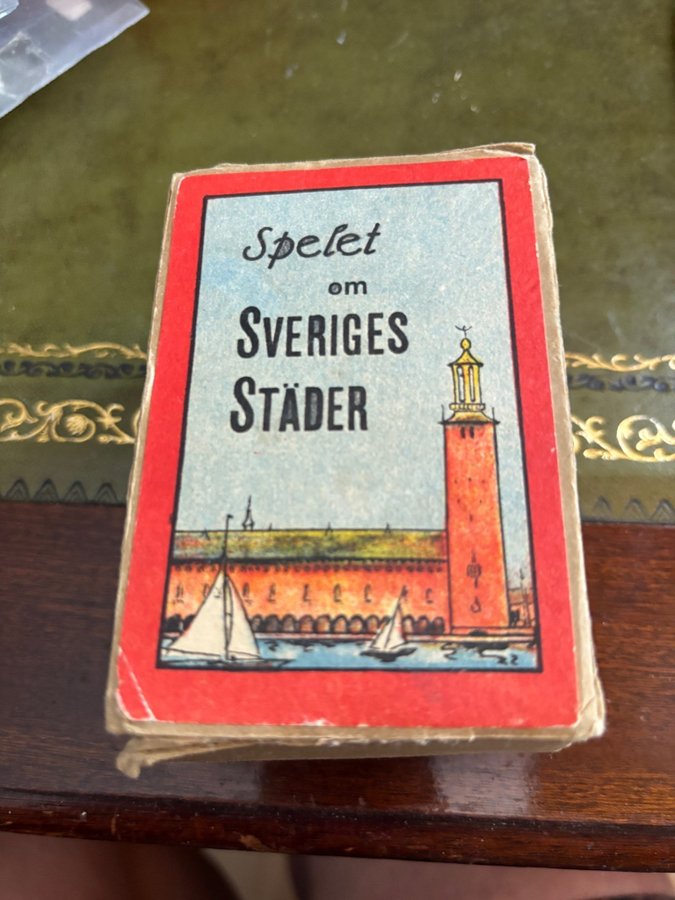 Spelet
om
SVERIGES
STÄDER